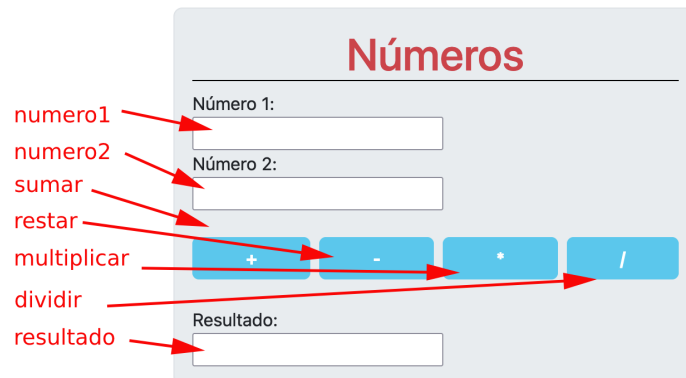 Números
Número 1:
numero1
numero2
Número 2:
sumar
restar
+ - * /
multiplicar
dividir
Resultado:
resultado